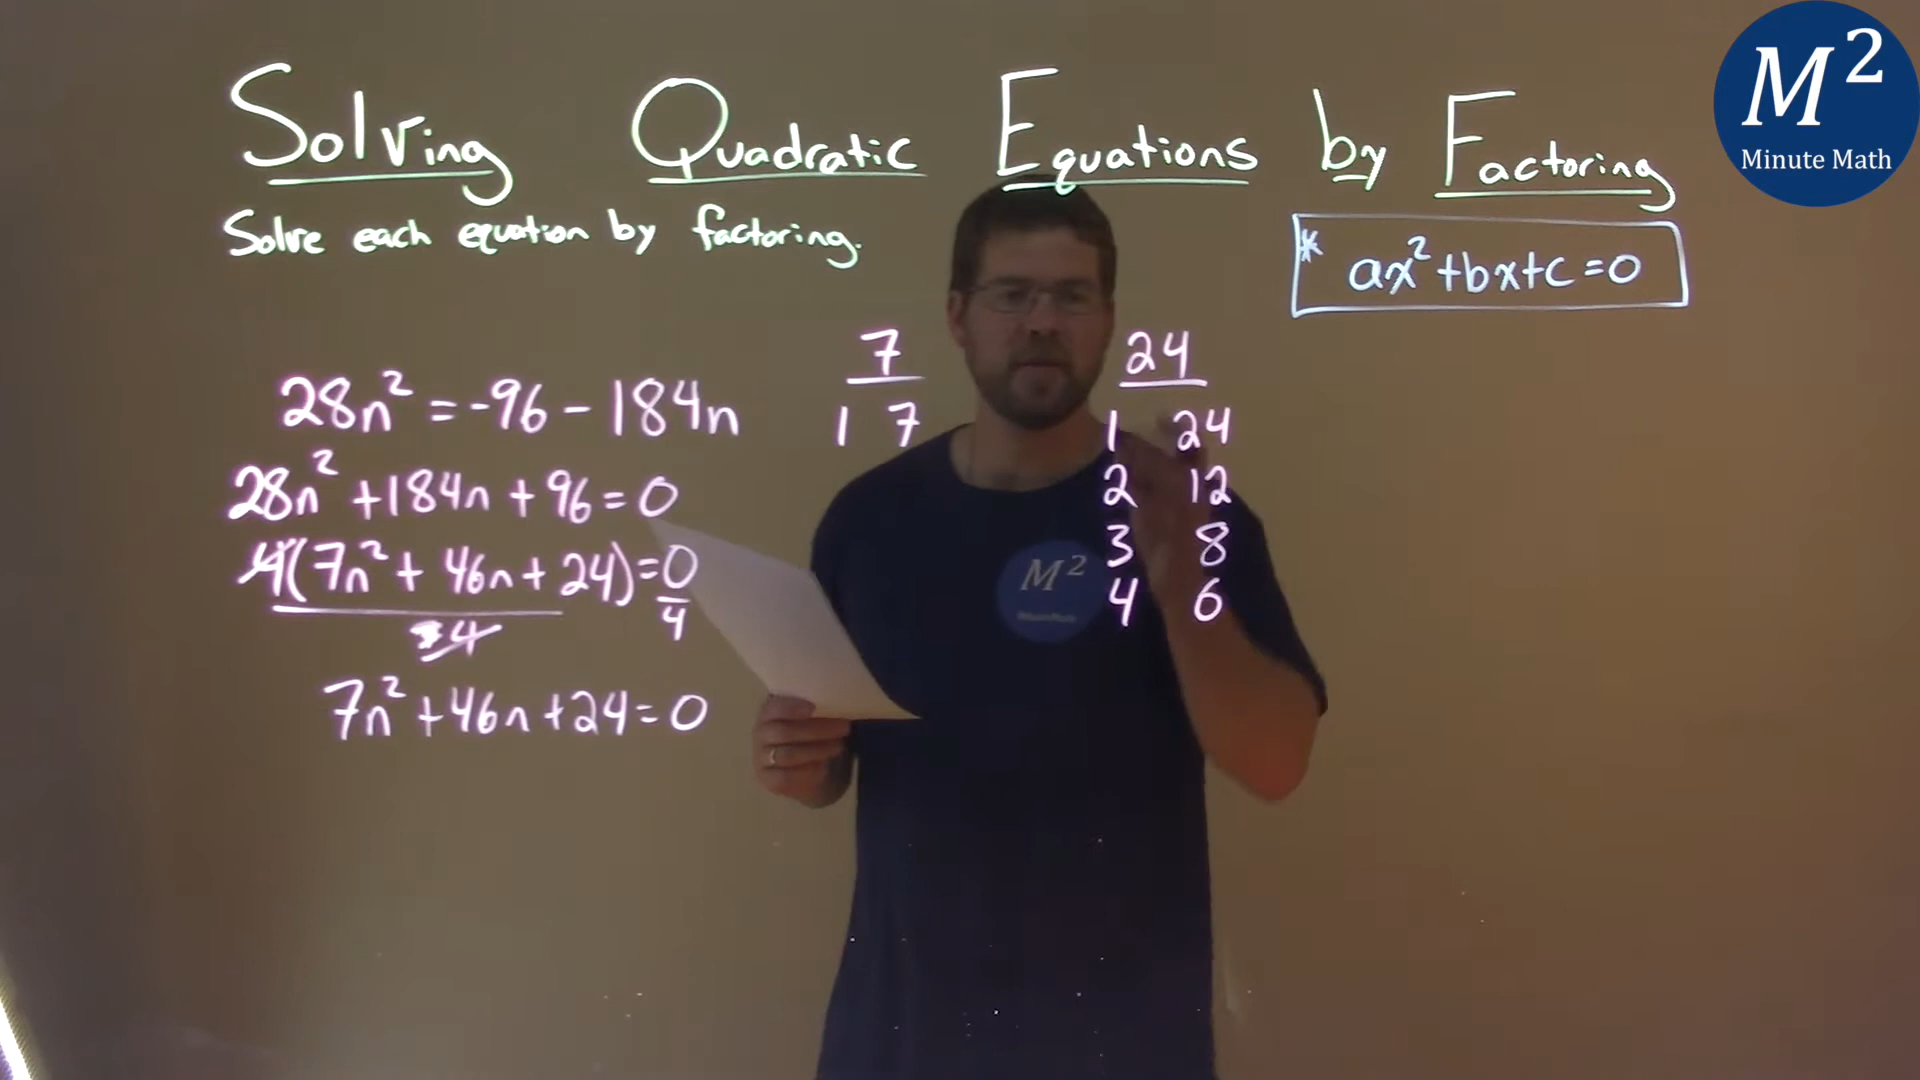 Solving Quadratic Equations by Factoring
M²
Minute Math
Solve each equation by factoring.
* ax²+bx+c=0
28n² = -96 - 184n
28n² +184n + 96 = 0
4(7n² + 46n + 24) = 0
4
4
7n² +46n +24 = 0
7
1 7
24
1 24
2 12
3 8
4 6
M²